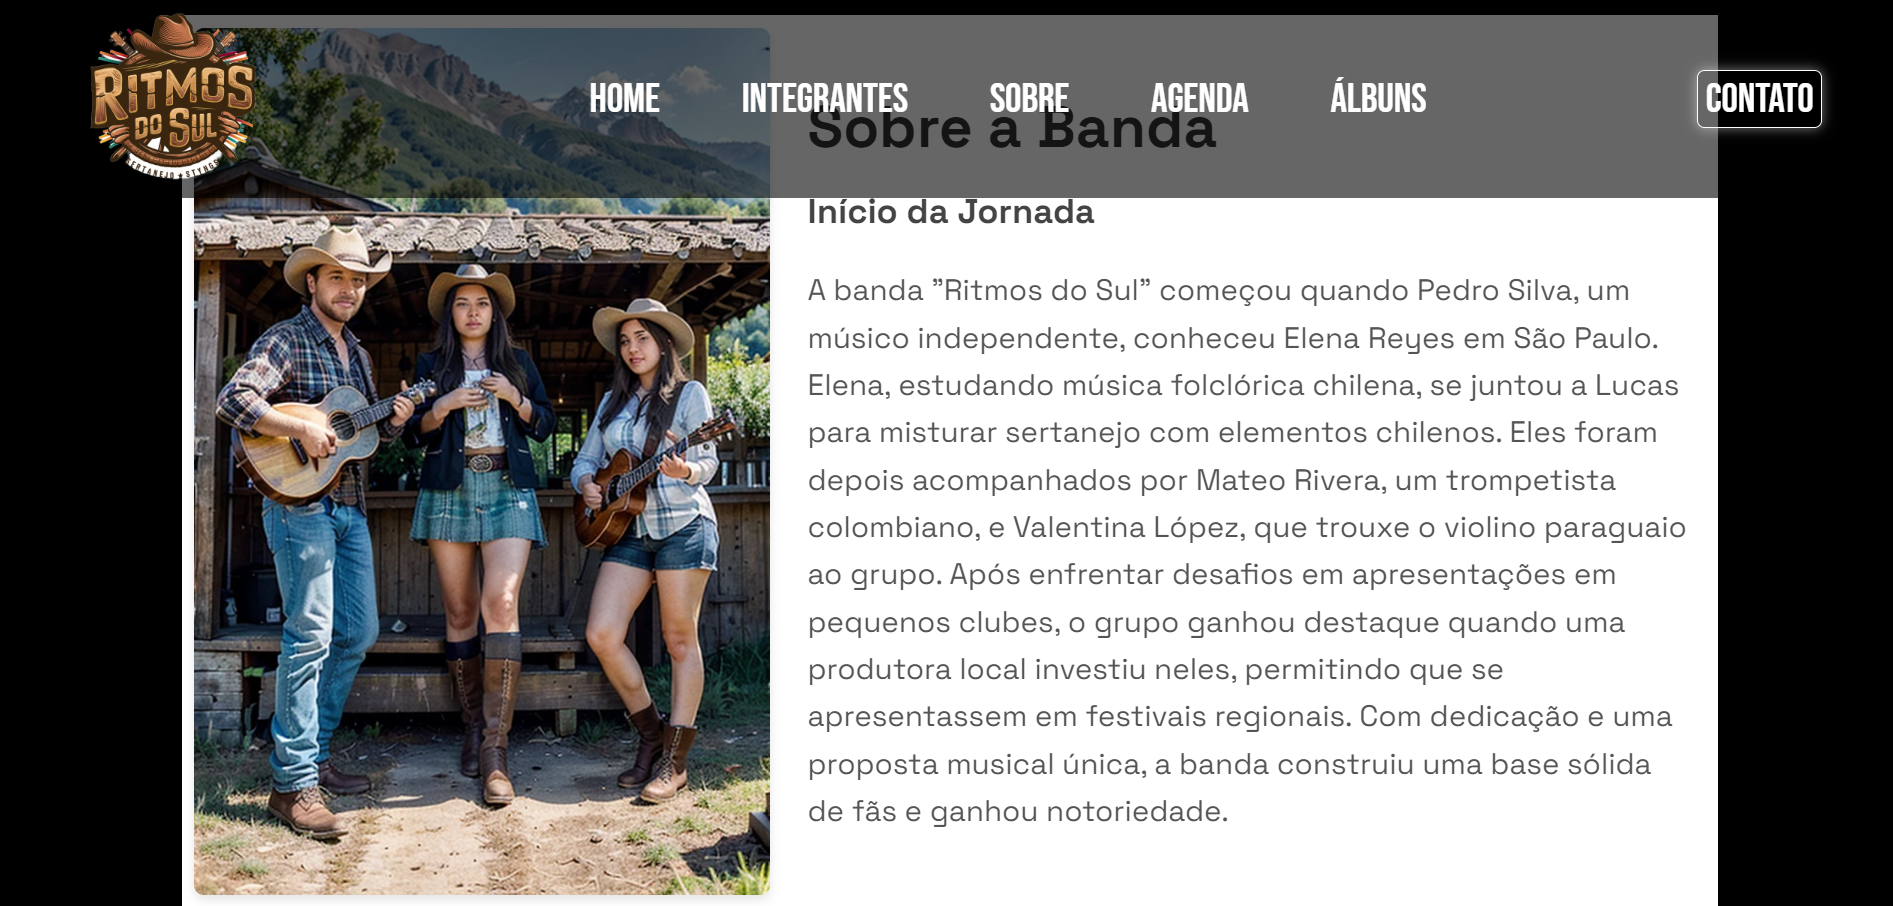 RITMOS
DO SUL
HOME INTEGRANTES SOBRE AGENDA ÁLBUNS CONTATO
Sobre a Banda
Início da Jornada
A banda ”Ritmos do Sul” começou quando Pedro Silva, um
músico independente, conheceu Elena Reyes em São Paulo.
Elena, estudando música folclórica chilena, se juntou a Lucas
para misturar sertanejo com elementos chilenos. Eles foram
depois acompanhados por Mateo Rivera, um trompetista
colombiano, e Valentina López, que trouxe o violino paraguaio
ao grupo. Após enfrentar desafios em apresentações em
pequenos clubes, o grupo ganhou destaque quando uma
produtora local investiu neles, permitindo que se
apresentassem em festivais regionais. Com dedicação e uma
proposta musical única, a banda construiu uma base sólida
de fãs e ganhou notoriedade.